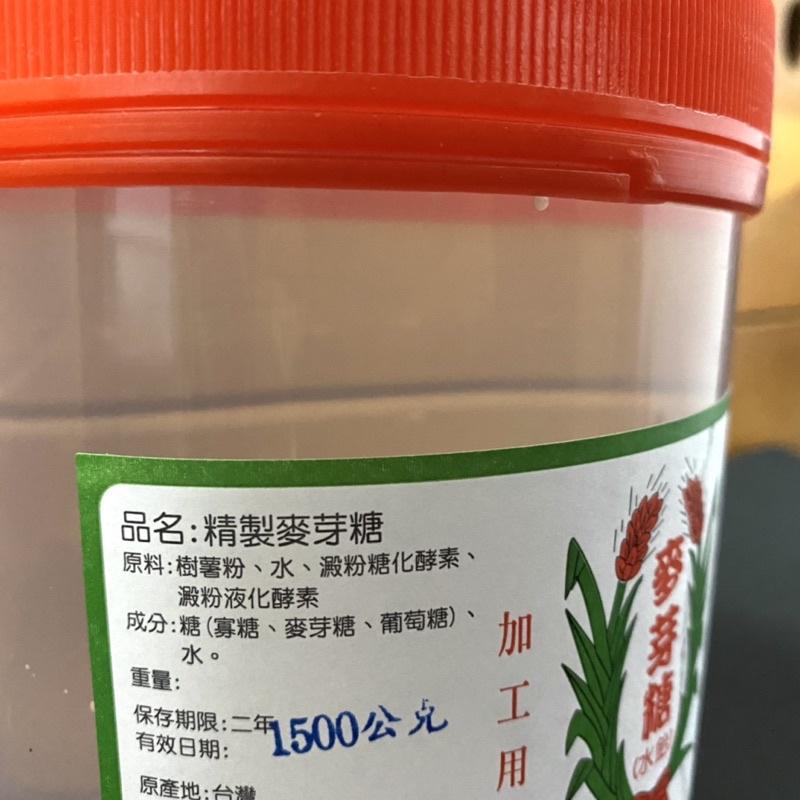 品名:精製麥芽糖
原料:樹薯粉、水、澱粉糖化酵素、
澱粉液化酵素
成分:糖(寡糖、麥芽糖、葡萄糖)、
水。
重量:
保存期限:二年
1500公克
有效日期:
原產地:台灣
加工用
麥芽糖
(水飴)